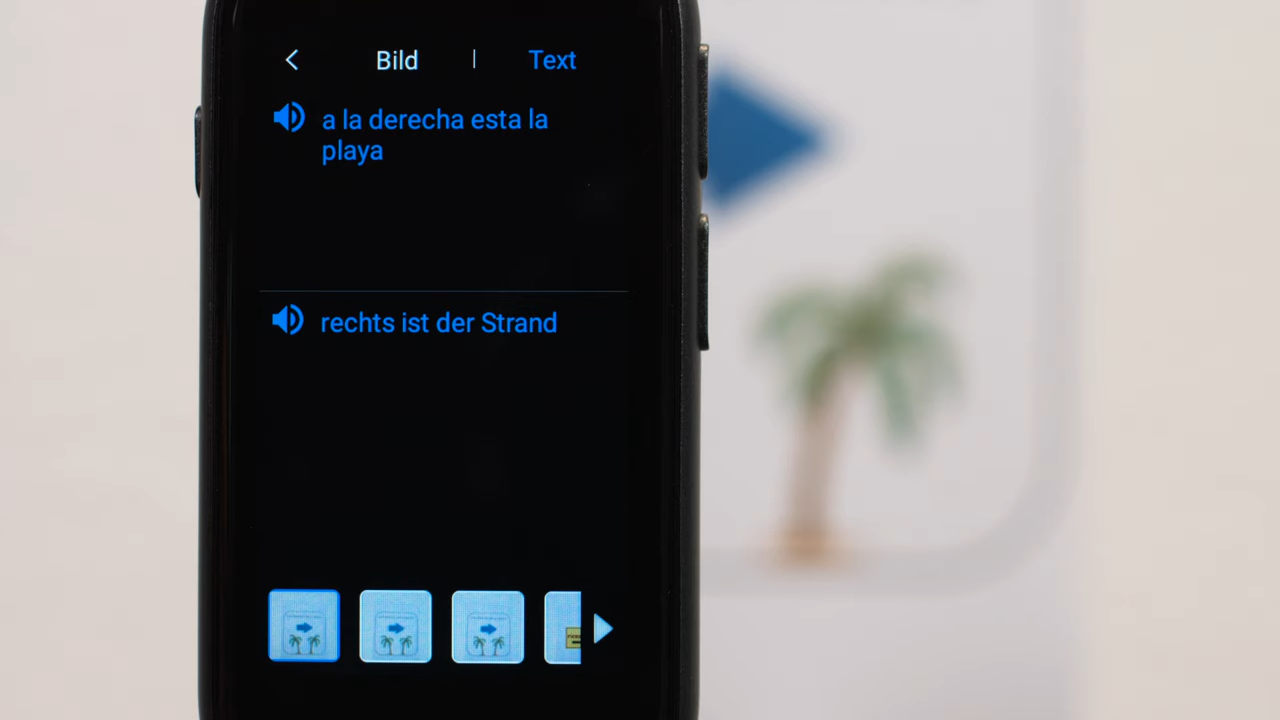 Bild | Text
a la derecha esta la
playa
rechts ist der Strand